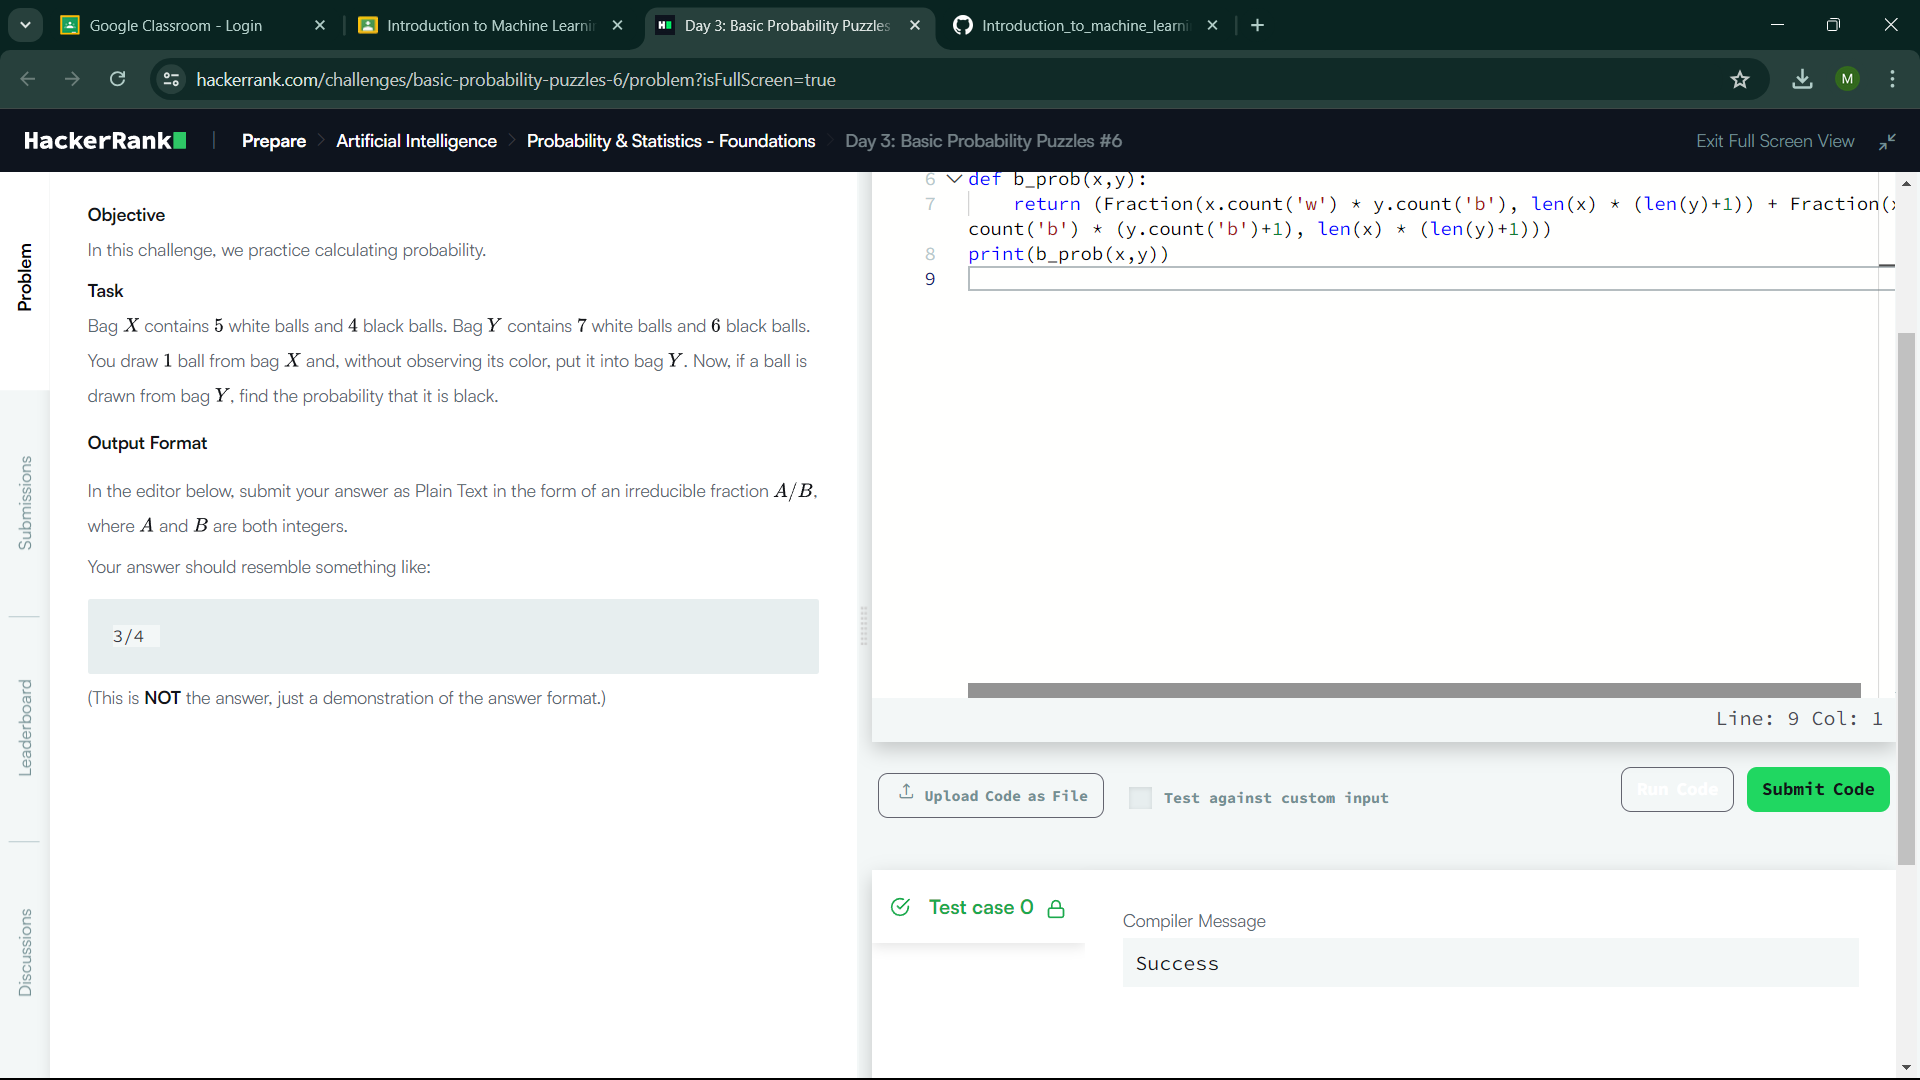 Google Classroom - Login
Introduction to Machine Learni
Day 3: Basic Probability Puzzles
Introduction_to_machine_learni
hackerrank.com/challenges/basic-probability-puzzles-6/problem?isFullScreen=true
M
HackerRank
Prepare
Artificial Intelligence
Probability & Statistics - Foundations
Day 3: Basic Probability Puzzles #6
Exit Full Screen View
Problem
Submissions
Leaderboard
Discussions
Objective
In this challenge, we practice calculating probability.
Task
Bag X contains 5 white balls and 4 black balls. Bag Y contains 7 white balls and 6 black balls.
You draw 1 ball from bag X and, without observing its color, put it into bag Y. Now, if a ball is
drawn from bag Y, find the probability that it is black.
Output Format
In the editor below, submit your answer as Plain Text in the form of an irreducible fraction A/B,
where A and B are both integers.
Your answer should resemble something like:
3/4
(This is NOT the answer, just a demonstration of the answer format.)
6 def b_prob(x,y):
7 return (Fraction(x.count('w') * y.count('b'), len(x) * (len(y)+1)) + Fraction(
count('b') * (y.count('b')+1), len(x) * (len(y)+1)))
8 print(b_prob(x,y))
9
Line: 9 Col: 1
Upload Code as File
Test against custom input
Run Code
Submit Code
Test case 0
Compiler Message
Success